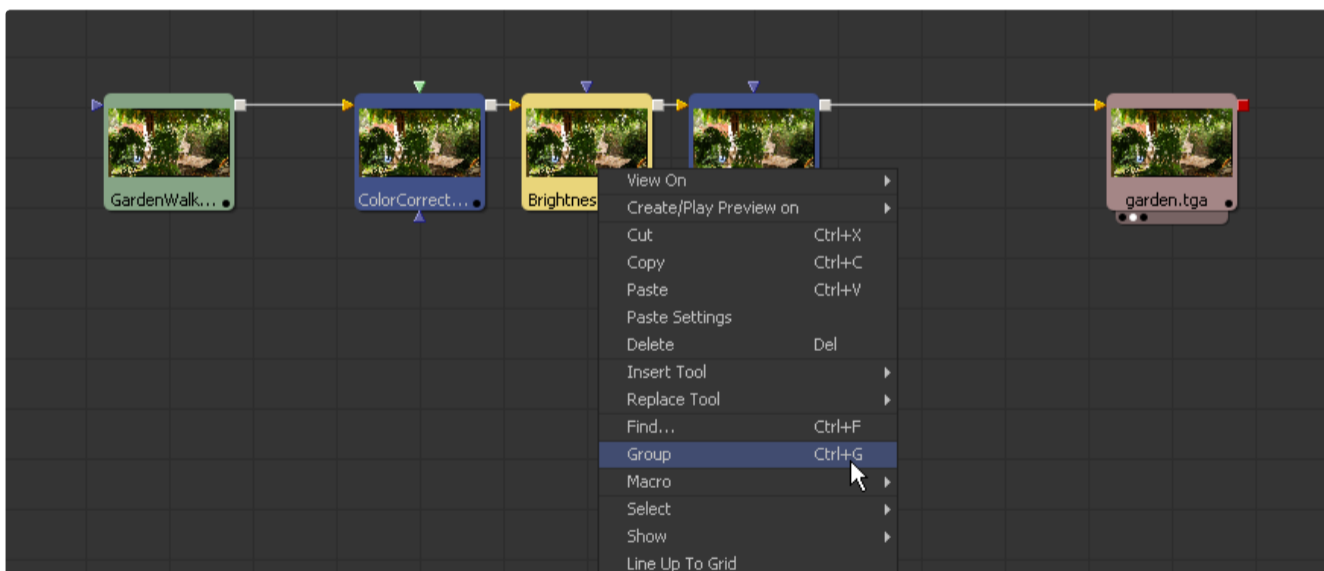 GardenWalk...
ColorCorrect...
Brightnes
garden.tga
View On
Create/Play Preview on
Cut Ctrl+X
Copy Ctrl+C
Paste Ctrl+V
Paste Settings
Delete Del
Insert Tool
Replace Tool
Find... Ctrl+F
Group Ctrl+G
Macro
Select
Show
Line Up To Grid